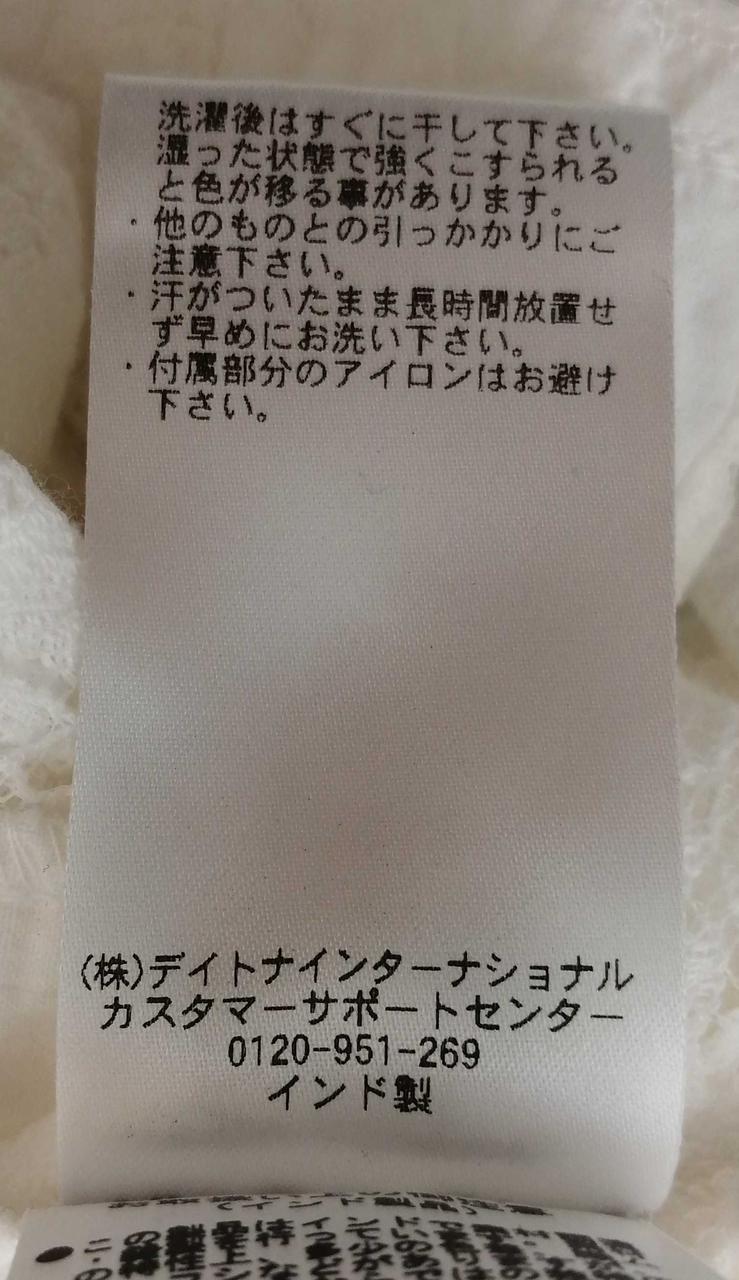 洗濯後はすぐに干して下さい。
湿った状態で強くこすられる
と色が移る事があります。
・他のものとの引っかかりにご
注意下さい。
・汗がついたまま長時間放置せ
ず早めにお洗い下さい。
・付属部分のアイロンはお避け
下さい。
(株)デイトナインターナショナル
カスタマーサポートセンター
0120-951-269
インド製
(インド製品)